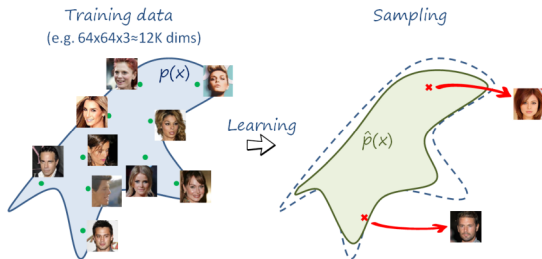 Training data
(e.g. 64x64x3≈12K dims)
p(x)
Learning
Sampling
p̂(x)